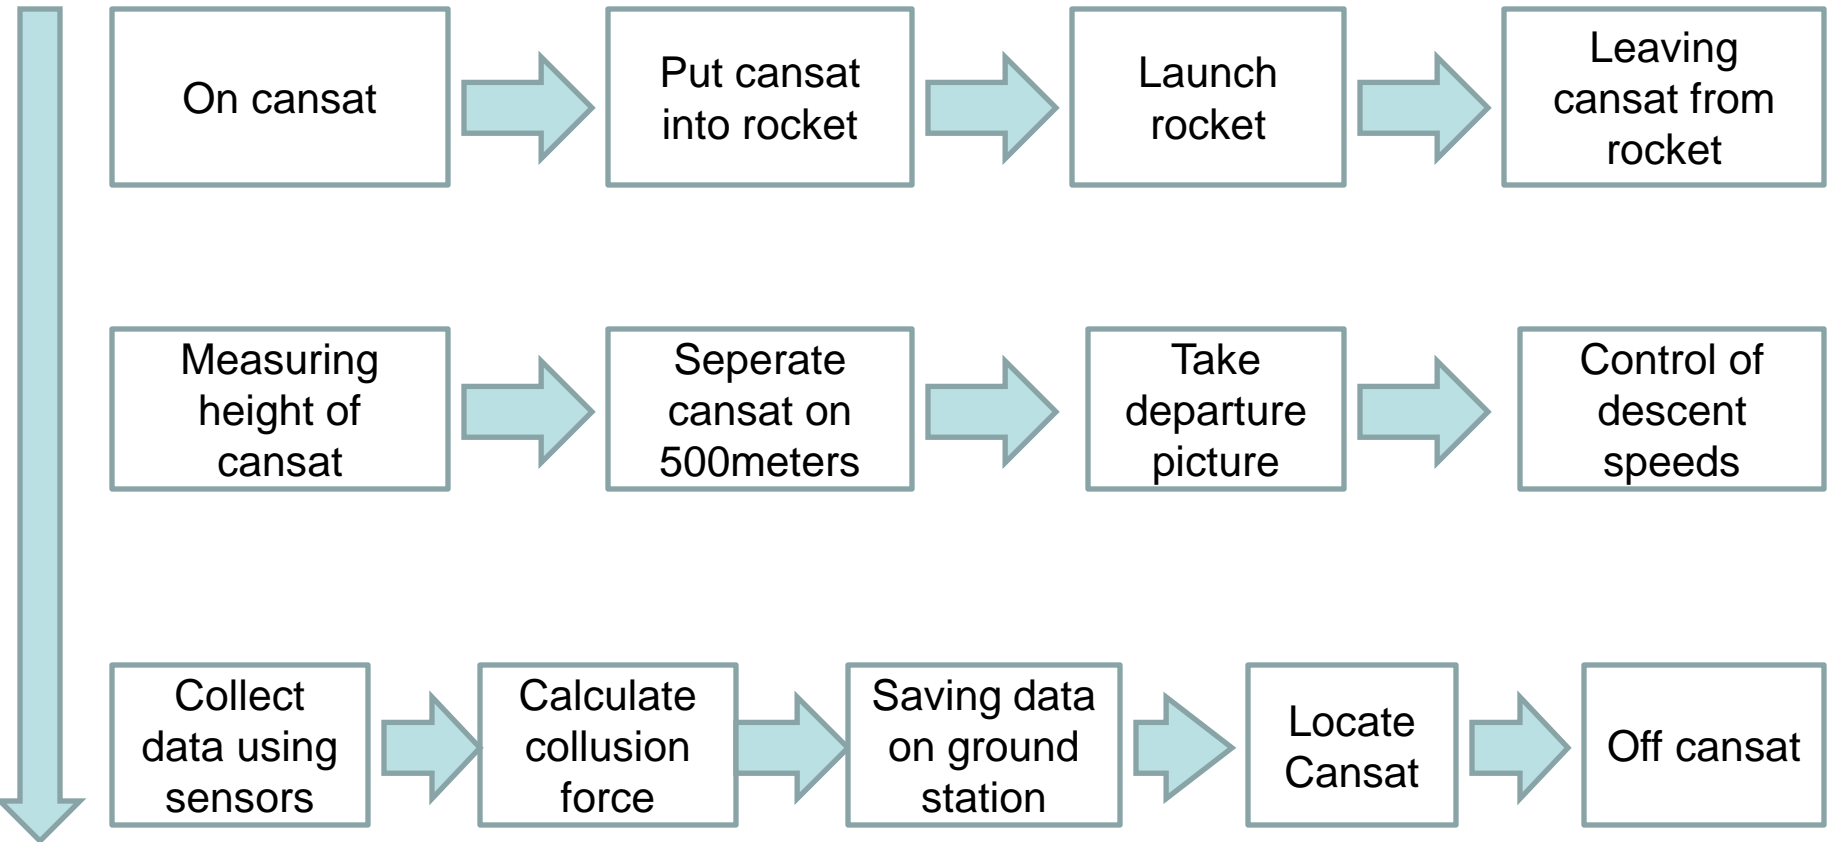 On cansat
Put cansat
into rocket
Launch
rocket
Leaving
cansat from
rocket
Measuring
height of
cansat
Seperate
cansat on
500meters
Take
departure
picture
Control of
descent
speeds
Collect
data using
sensors
Calculate
collusion
force
Saving data
on ground
station
Locate
Cansat
Off cansat